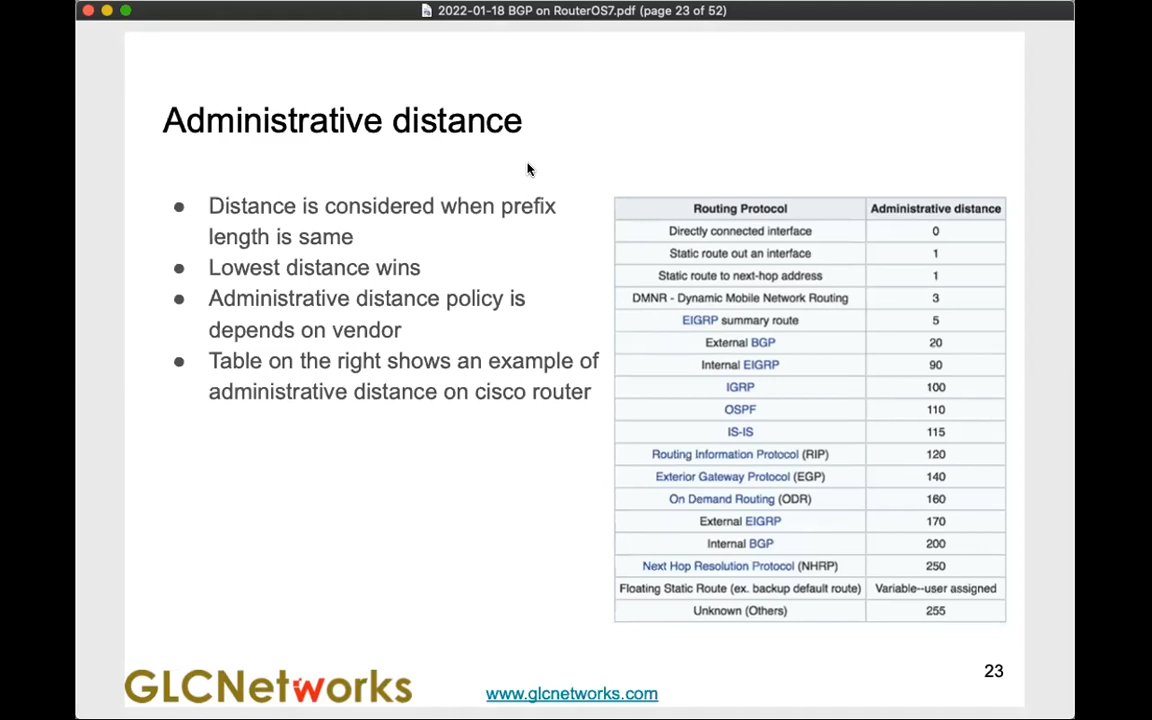 2022-01-18 BGP on RouterOS7.pdf (page 23 of 52)
Administrative distance
● Distance is considered when prefix
length is same
● Lowest distance wins
● Administrative distance policy is
depends on vendor
● Table on the right shows an example of
administrative distance on cisco router
Routing Protocol Administrative distance
Directly connected interface 0
Static route out an interface 1
Static route to next-hop address 1
DMNR - Dynamic Mobile Network Routing 3
EIGRP summary route 5
External BGP 20
Internal EIGRP 90
IGRP 100
OSPF 110
IS-IS 115
Routing Information Protocol (RIP) 120
Exterior Gateway Protocol (EGP) 140
On Demand Routing (ODR) 160
External EIGRP 170
Internal BGP 200
Next Hop Resolution Protocol (NHRP) 250
Floating Static Route (ex. backup default route) Variable--user assigned
Unknown (Others) 255
23
GLCNetworks
www.glcnetworks.com